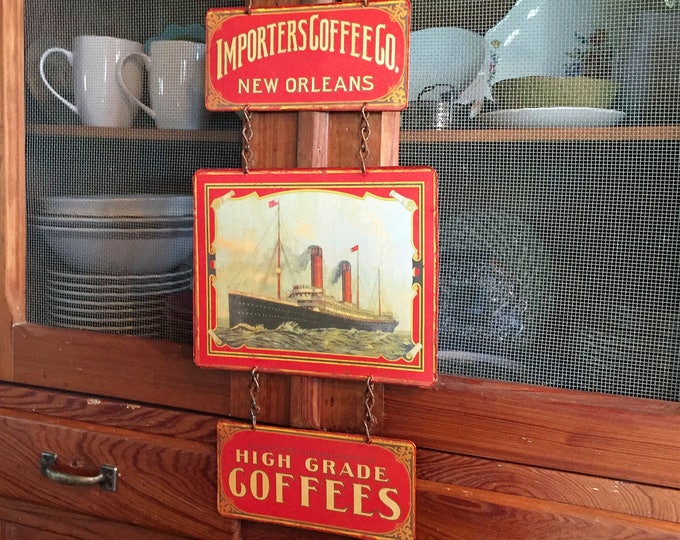 IMPORTERS COFFEE CO.
NEW ORLEANS
HIGH GRADE
COFFEES